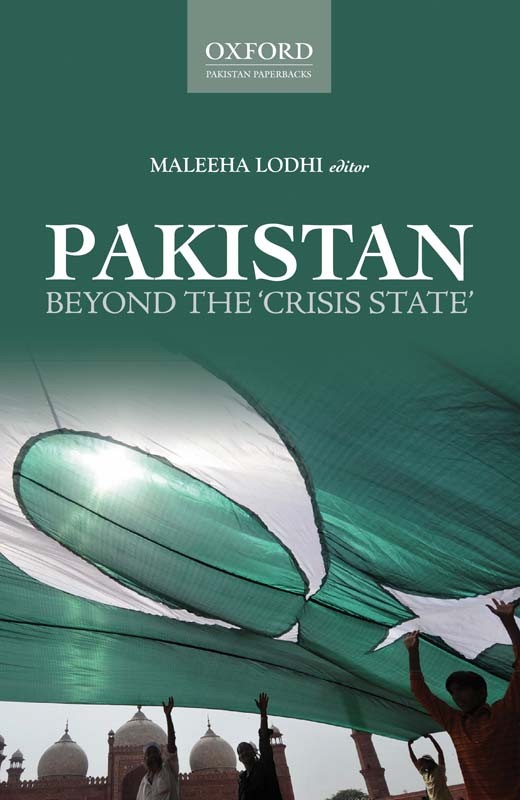 OXFORD
PAKISTAN PAPERBACKS
MALEEHA LODHI editor
PAKISTAN
BEYOND THE ‘CRISIS STATE’